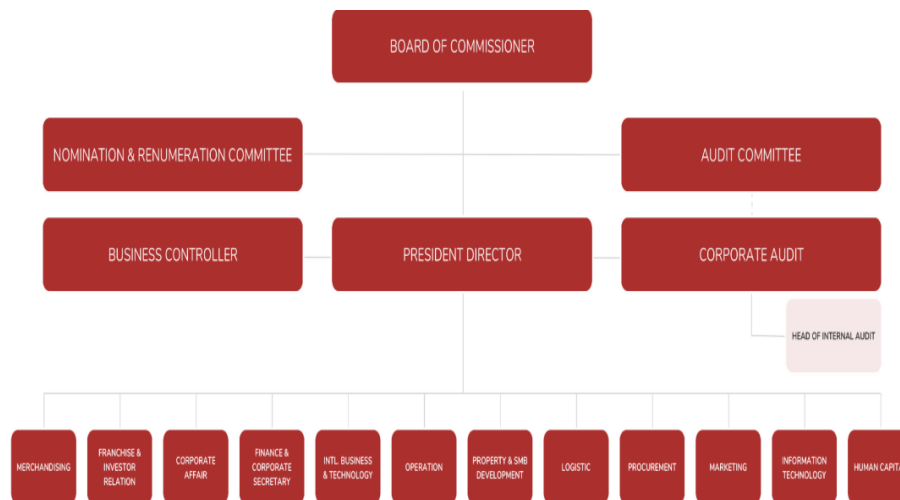 BOARD OF COMMISSIONER
NOMINATION & RENUMERATION COMMITTEE
AUDIT COMMITTEE
BUSINESS CONTROLLER
PRESIDENT DIRECTOR
CORPORATE AUDIT
HEAD OF INTERNAL AUDIT
MERCHANDISING
FRANCHISE &
INVESTOR
RELATION
CORPORATE
AFFAIR
FINANCE &
CORPORATE
SECRETARY
INTL. BUSINESS
& TECHNOLOGY
OPERATION
PROPERTY & SMB
DEVELOPMENT
LOGISTIC
PROCUREMENT
MARKETING
INFORMATION
TECHNOLOGY
HUMAN CAPITAL